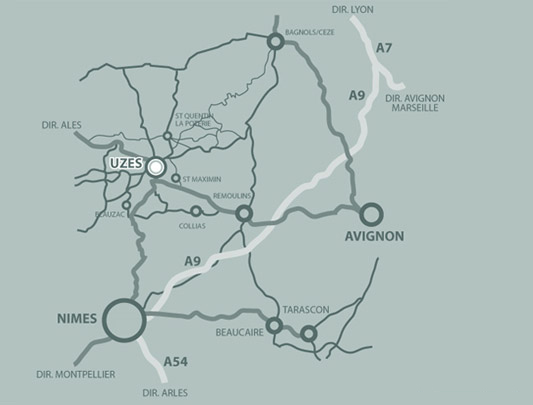 DIR. LYON
BAGNOLS/CEZE
A7
A9
DIR. AVIGNON
MARSEILLE
ST QUENTIN
LA POTERIE
DIR. ALES
UZES
ST MAXIMIN
REMOULINS
BLAUZAC
COLLIAS
AVIGNON
A9
TARASCON
NIMES
BEAUCAIRE
A54
DIR. MONTPELLIER
DIR. ARLES